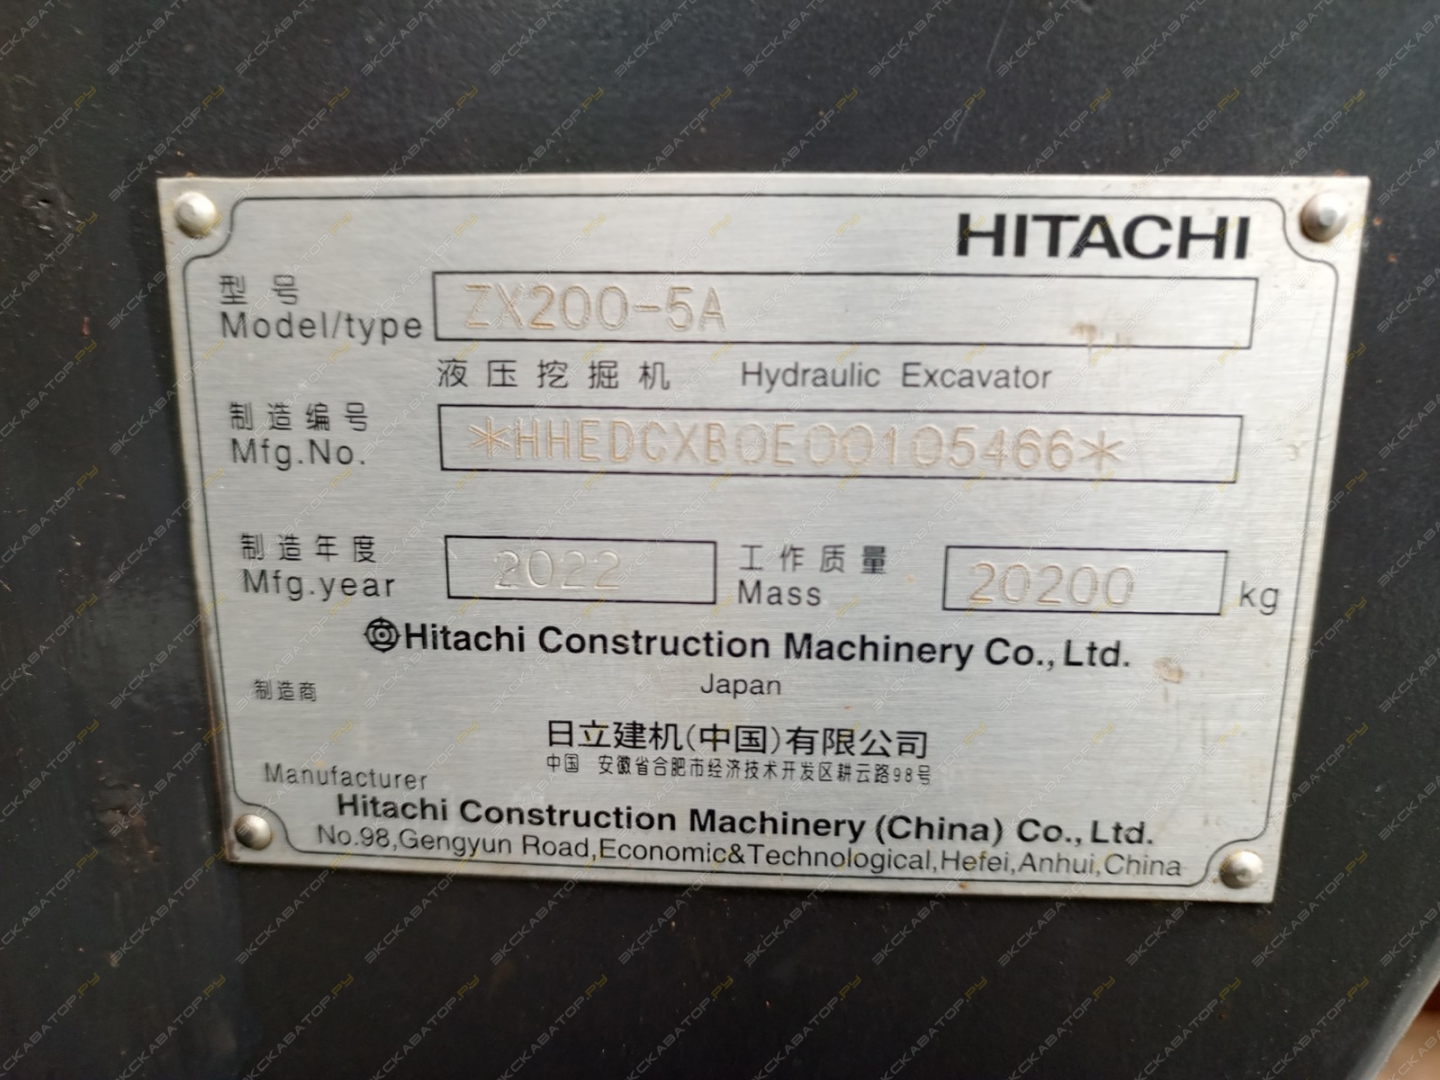 HITACHI
型号
Model/type ZX200-5A
液压挖掘机 Hydraulic Excavator
制造编号
Mfg.No. *HHEDCXB0E00105466*
制造年度 工作质量
Mfg.year 2022 Mass 20200 kg
Hitachi Construction Machinery Co., Ltd.
Japan
制造商
日立建机(中国)有限公司
中国 安徽省合肥市经济技术开发区耕云路98号
Manufacturer
Hitachi Construction Machinery (China) Co., Ltd.
No.98,Gengyun Road,Economic&Technological,Hefei,Anhui,China
ЭКСКАВАТОР.РУ